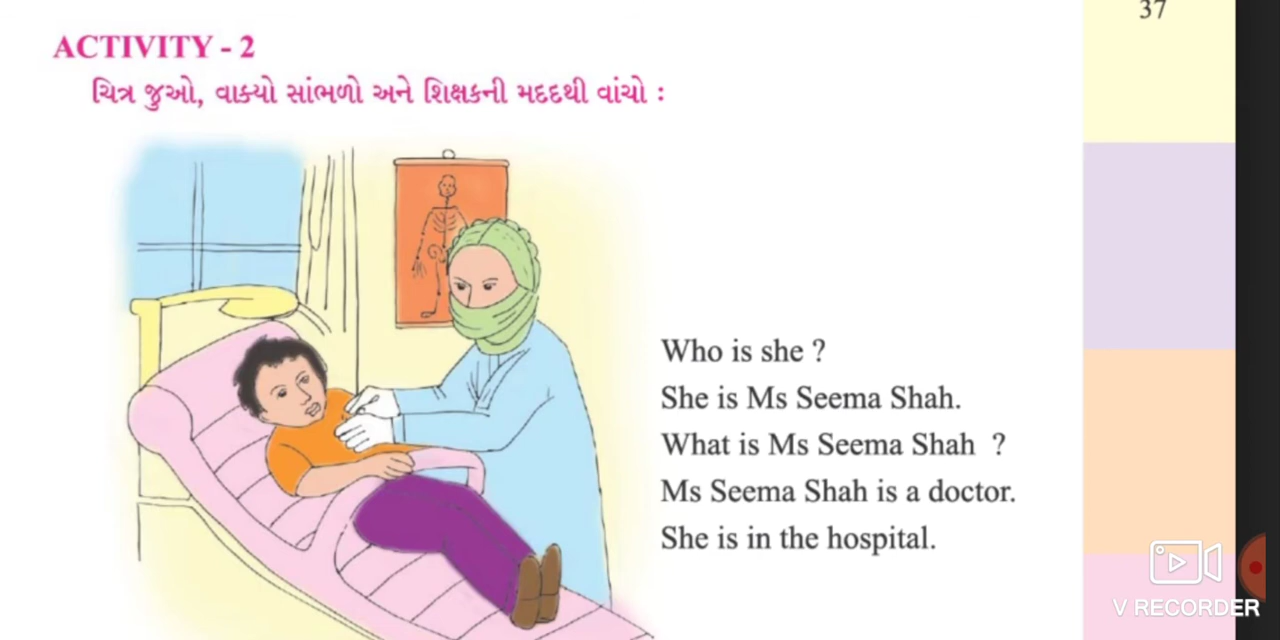 37
ACTIVITY - 2
ચિત્ર જુઓ, વાક્યો સાંભળો અને શિક્ષકની મદદથી વાંચો :
Who is she ?
She is Ms Seema Shah.
What is Ms Seema Shah ?
Ms Seema Shah is a doctor.
She is in the hospital.
V RECORDER